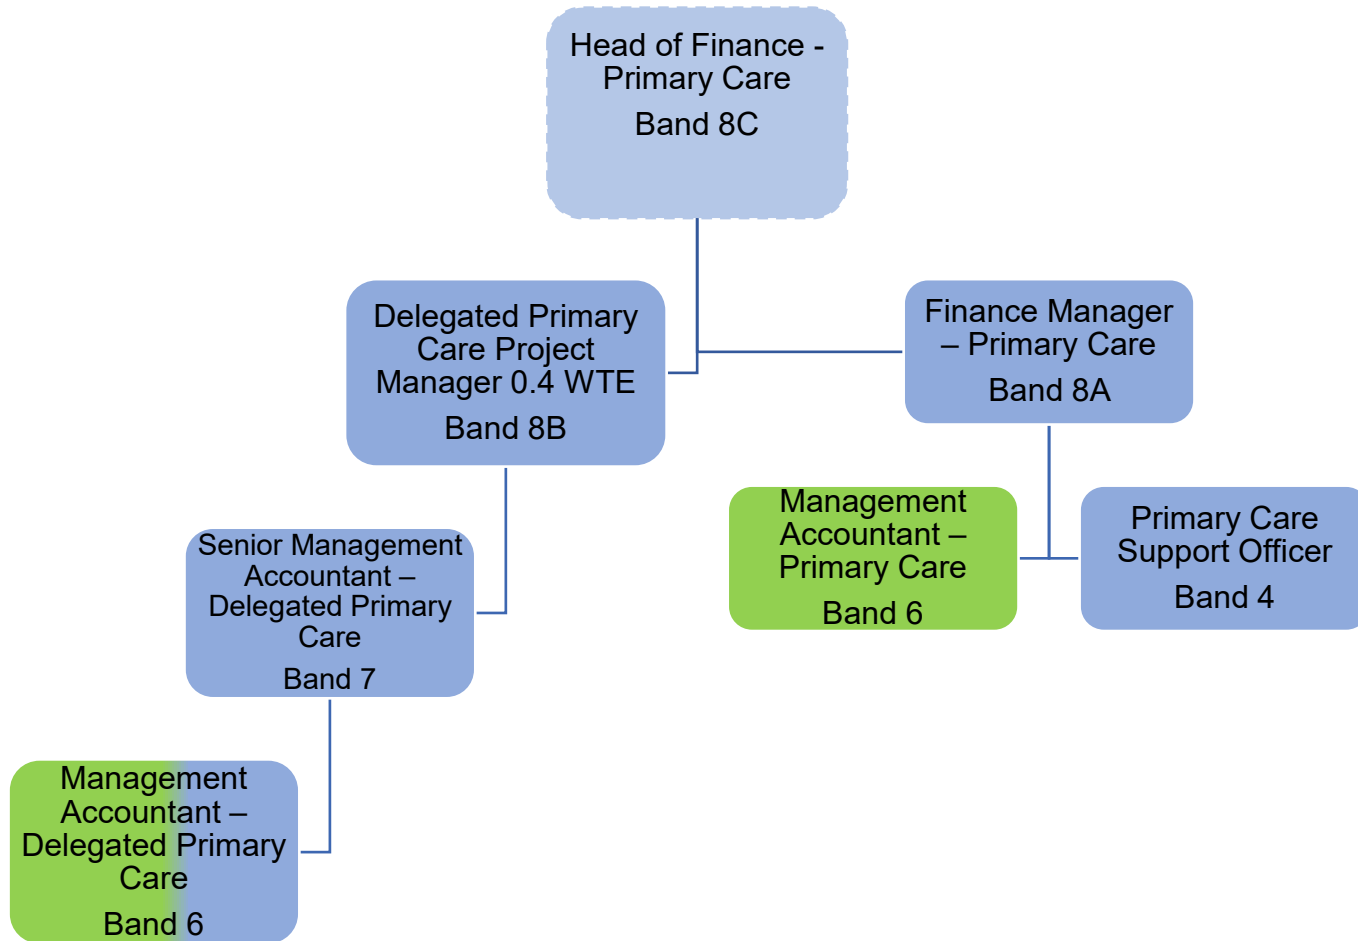 Head of Finance -
Primary Care
Band 8C
Delegated Primary
Care Project
Manager 0.4 WTE
Band 8B
Finance Manager
– Primary Care
Band 8A
Management
Accountant –
Primary Care
Band 6
Primary Care
Support Officer
Band 4
Senior Management
Accountant –
Delegated Primary
Care
Band 7
Management
Accountant –
Delegated Primary
Care
Band 6